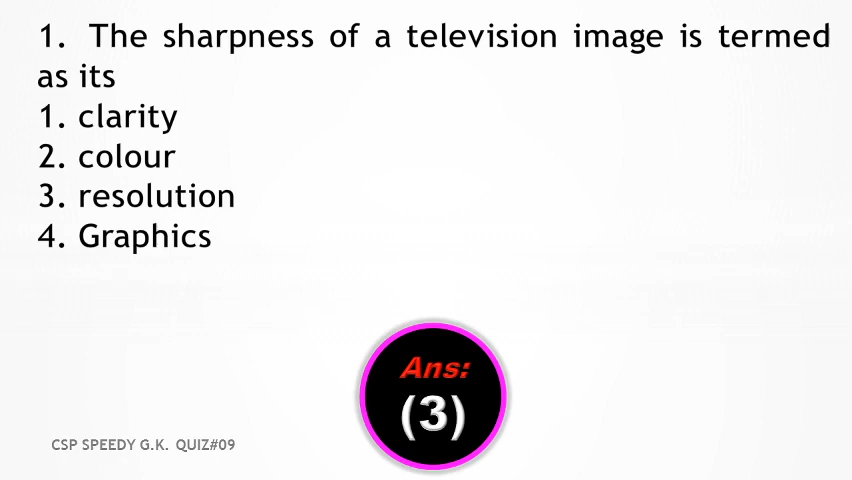 1. The sharpness of a television image is termed
as its
1. clarity
2. colour
3. resolution
4. Graphics
Ans:
(3)
CSP SPEEDY G.K. QUIZ#09